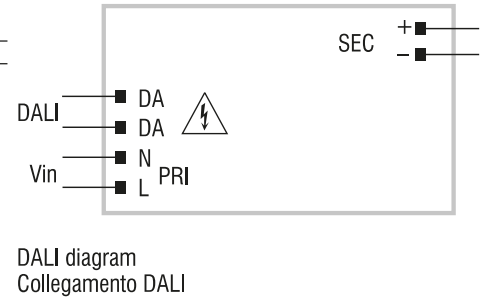 +
SEC
–
DA
DALI
DA
N
Vin
PRI
L
DALI diagram
Collegamento DALI